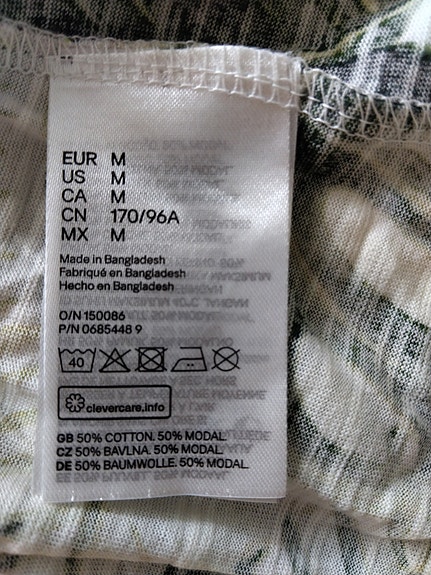 EUR M
US M
CA M
CN 170/96A
MX M
Made in Bangladesh
Fabriqué en Bangladesh
Hecho en Bangladesh
O/N 150086
P/N 0685448 9
40
clevercare.info
GB 50% COTTON. 50% MODAL.
CZ 50% BAVLNA. 50% MODAL.
DE 50% BAUMWOLLE. 50% MODAL.